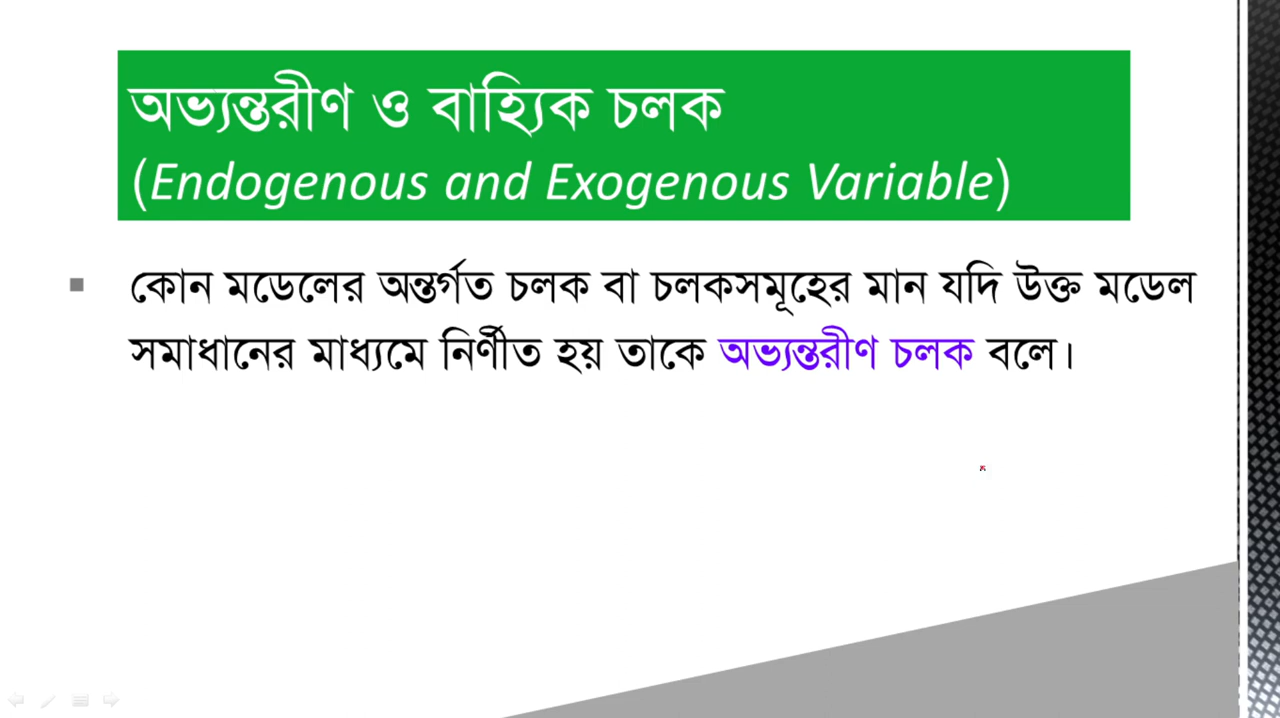 অভ্যন্তরীণ ও বাহ্যিক চলক
(Endogenous and Exogenous Variable)
কোন মডেলের অন্তর্গত চলক বা চলকসমূহের মান যদি উক্ত মডেল
সমাধানের মাধ্যমে নির্ণীত হয় তাকে অভ্যন্তরীণ চলক বলে।